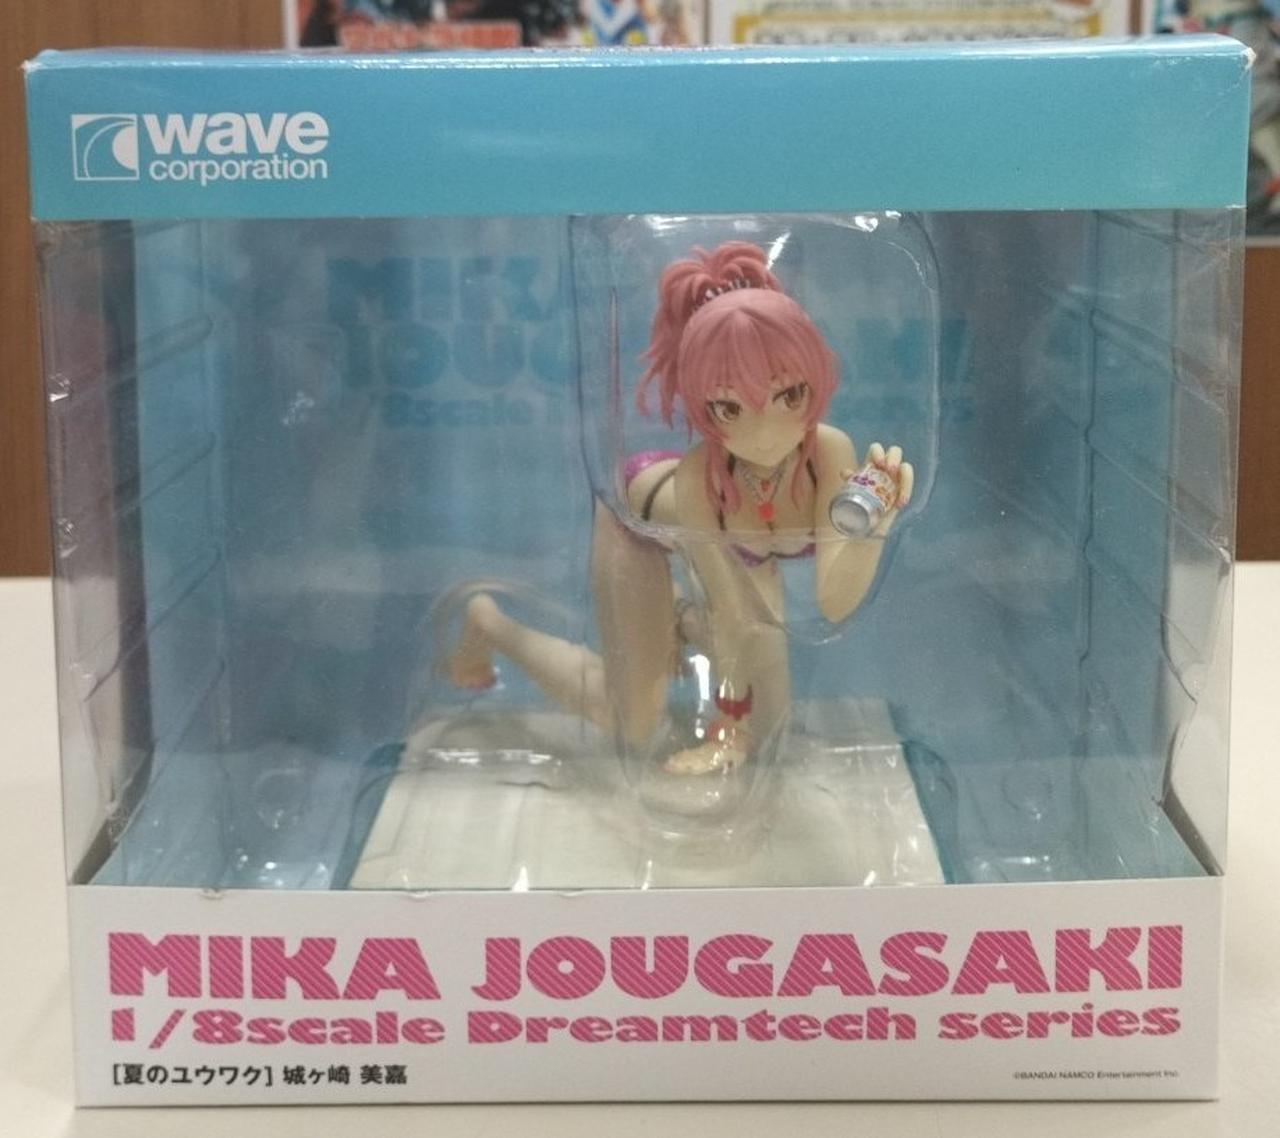 wave
corporation
MIKA JOUGASAKI
1/8scale Dreamtech series
[夏のユウワク] 城ヶ崎 美嘉
©BANDAI NAMCO Entertainment Inc.